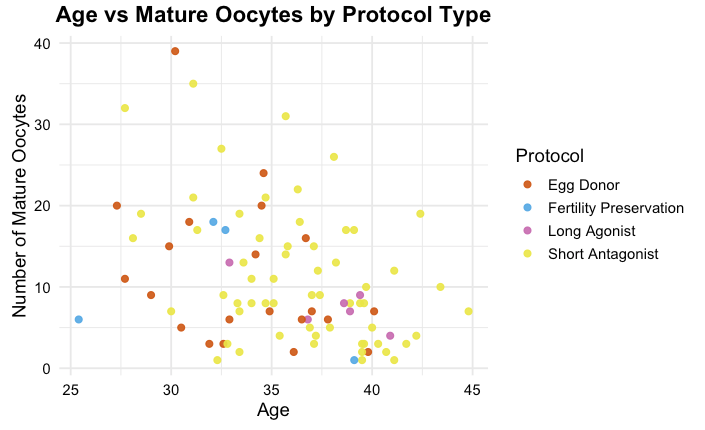 Age vs Mature Oocytes by Protocol Type
Number of Mature Oocytes
40
30
20
10
0
25
30
35
40
45
Age
Protocol
Egg Donor
Fertility Preservation
Long Agonist
Short Antagonist